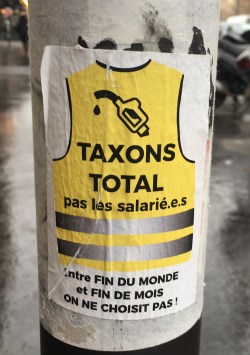 TAXONS
TOTAL
pas les salarié.e.s
Entre FIN DU MONDE
et FIN DE MOIS
ON NE CHOISIT PAS !